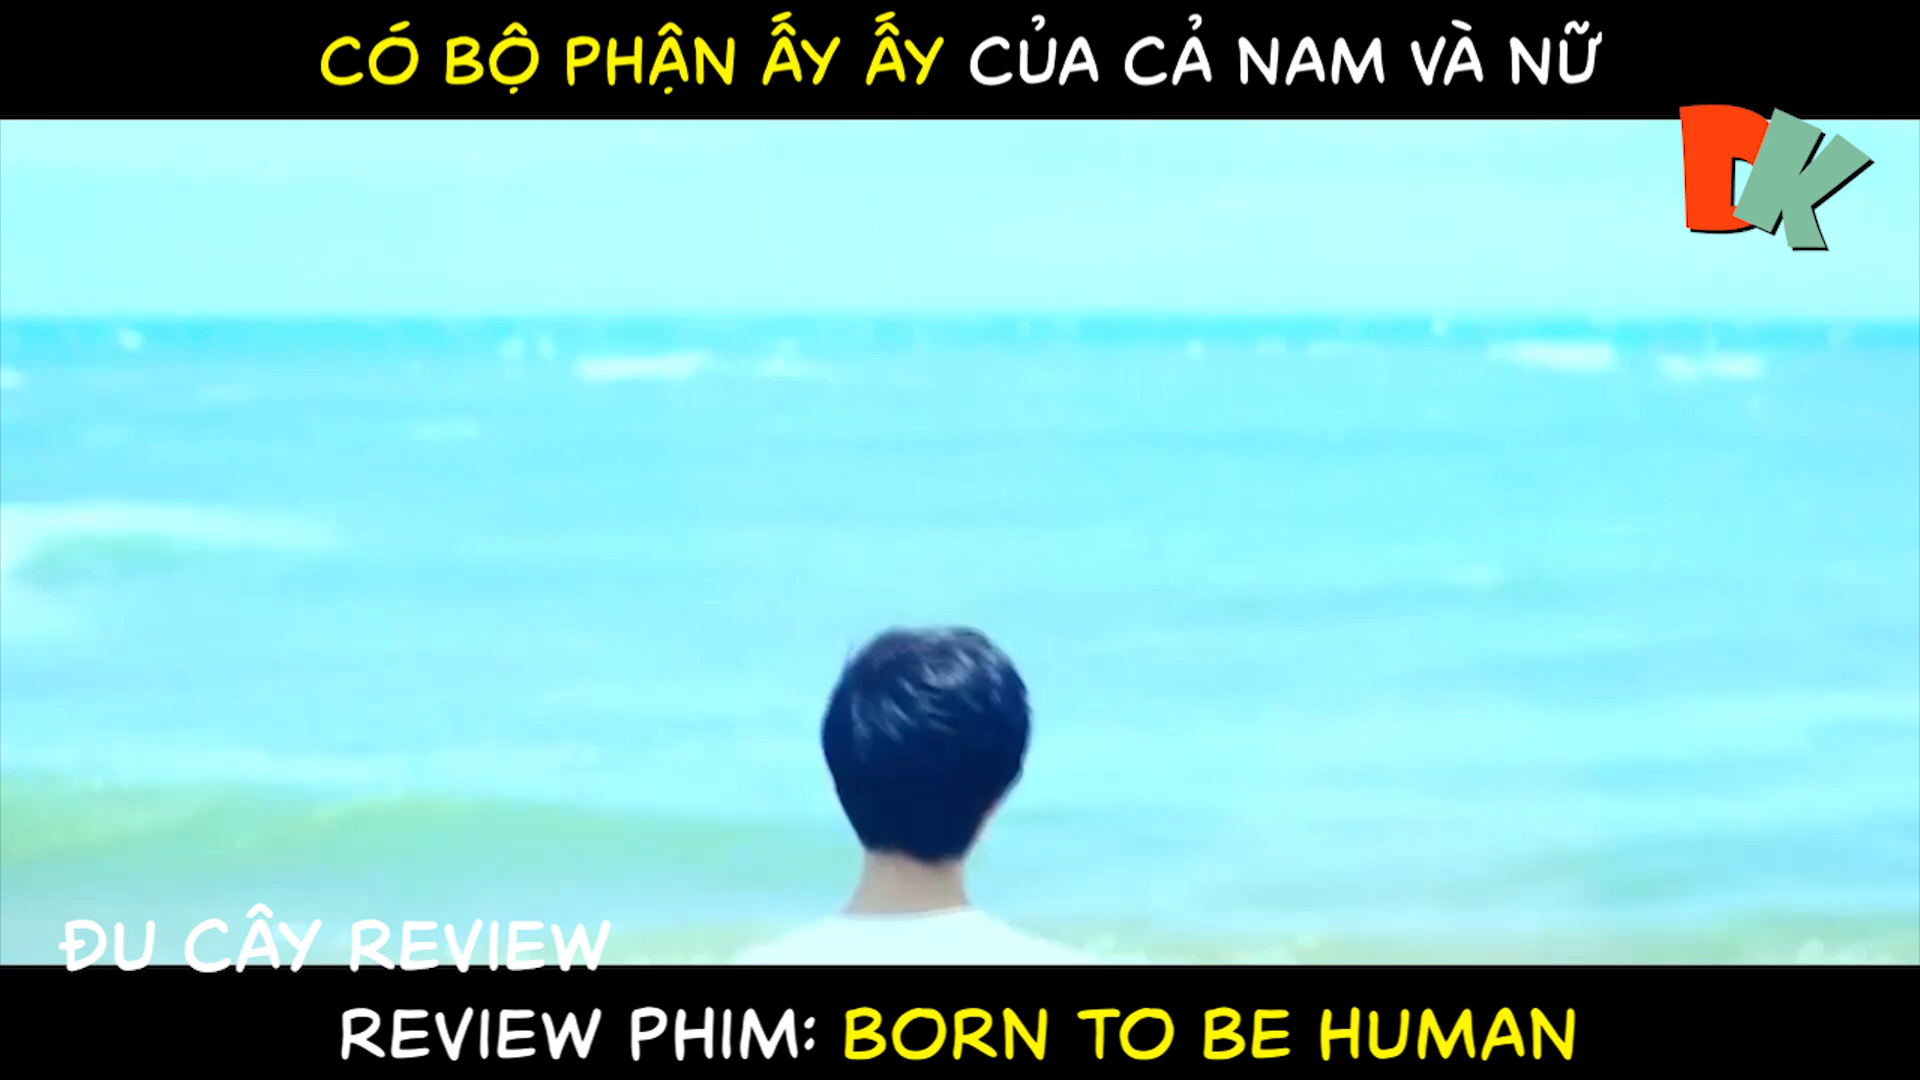 CÓ BỘ PHẬN ẤY ẤY CỦA CẢ NAM VÀ NỮ
DK
ĐU CÂY REVIEW
REVIEW PHIM: BORN TO BE HUMAN